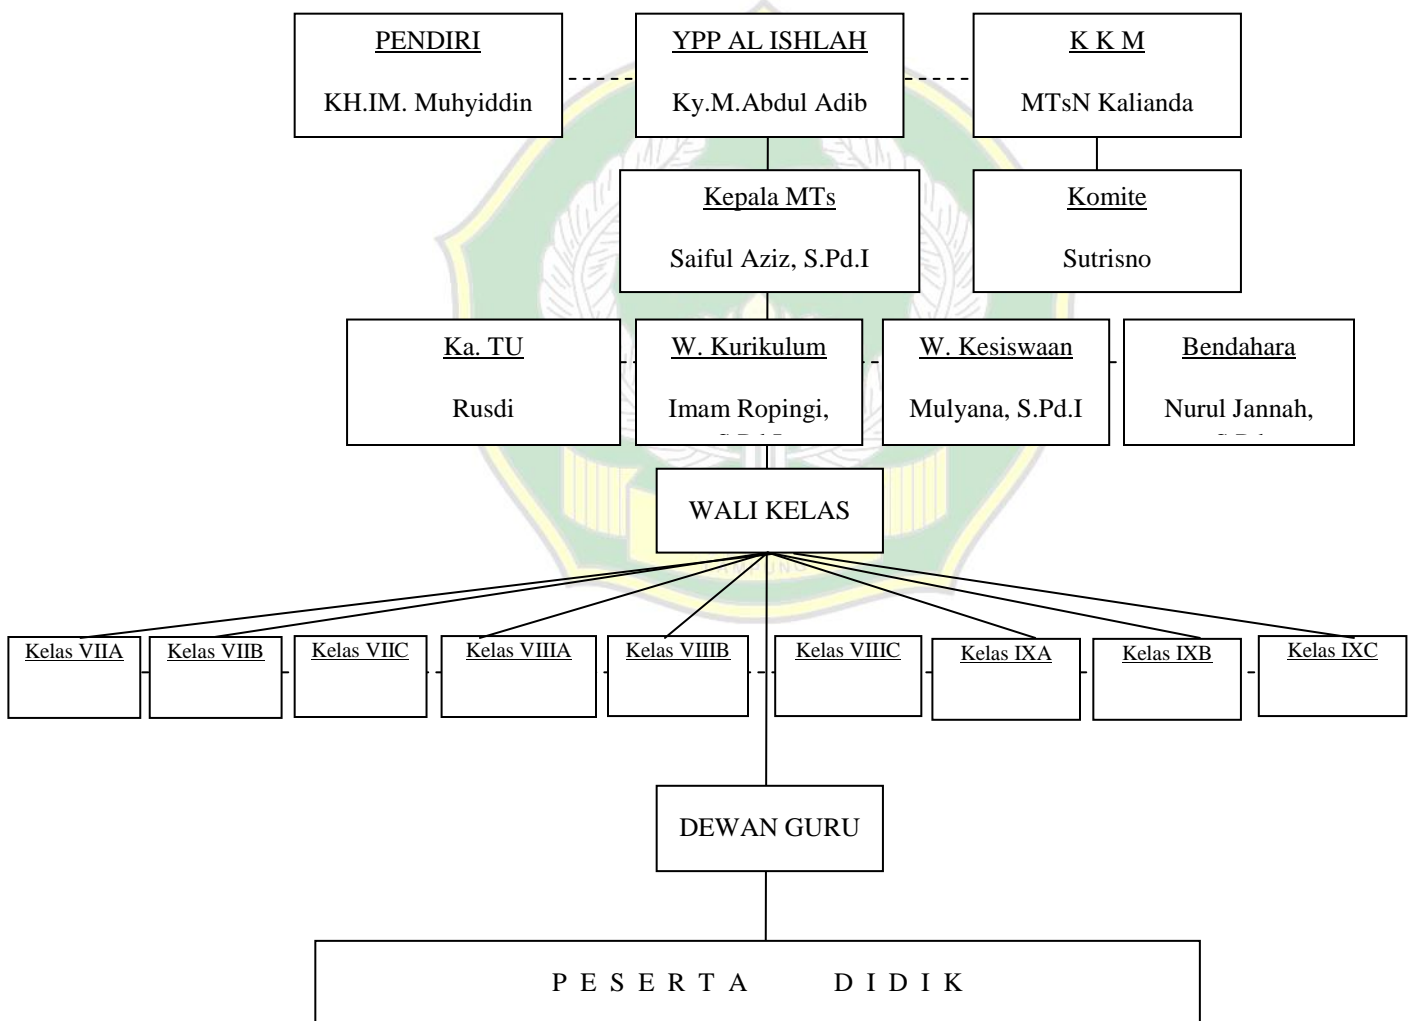 PENDIRI
KH.IM. Muhyiddin
YPP AL ISHLAH
Ky.M.Abdul Adib
K K M
MTsN Kalianda
Kepala MTs
Saiful Aziz, S.Pd.I
Komite
Sutrisno
Ka. TU
Rusdi
W. Kurikulum
Imam Ropingi,
W. Kesiswaan
Mulyana, S.Pd.I
Bendahara
Nurul Jannah,
WALI KELAS
Kelas VIIA
Kelas VIIB
Kelas VIIC
Kelas VIIIA
Kelas VIIIB
Kelas VIIIC
Kelas IXA
Kelas IXB
Kelas IXC
DEWAN GURU
P E S E R T A D I D I K